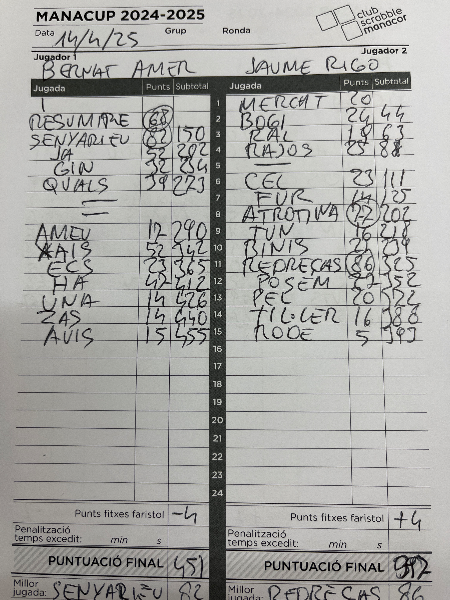 MANACUP 2024-2025
club scrabble manacor
Data 14/4/25 Grup Ronda
Jugador 1 Jugador 2
BERNAT AMER JAUME RIGO
Jugada Punts Subtotal Jugada Punts Subtotal
1 MERCAT 20
RESUMARE 68 2 BOGI 24 44
SENYARIEU 82 150 3 RAL 19 63
JA 52 202 4 RAJOS 25 88
GIN 32 234 5
QUALS 39 273 6 CEL 23 111
7 FUR 14 125
8 ATROTINA 77 202
AMEU 17 290 9 TUN 16 218
XAIS 52 342 10 BINIS 21 239
ECS 23 365 11 REDREÇAS 86 325
HA 47 412 12 POSEM 27 352
UNA 14 426 13 PEL 20 372
ZAS 14 440 14 TIL·LER 16 388
AVIS 15 455 15 RODE 5 393
16
17
18
19
20
21
22
23
24
Punts fitxes faristol -4 Punts fitxes faristol +4
Penalització temps excedit: min s Penalització temps excedit: min s
PUNTUACIÓ FINAL 451 PUNTUACIÓ FINAL
Millor jugada: SENYARIEU 82 Millor jugada: REDREÇAS 86